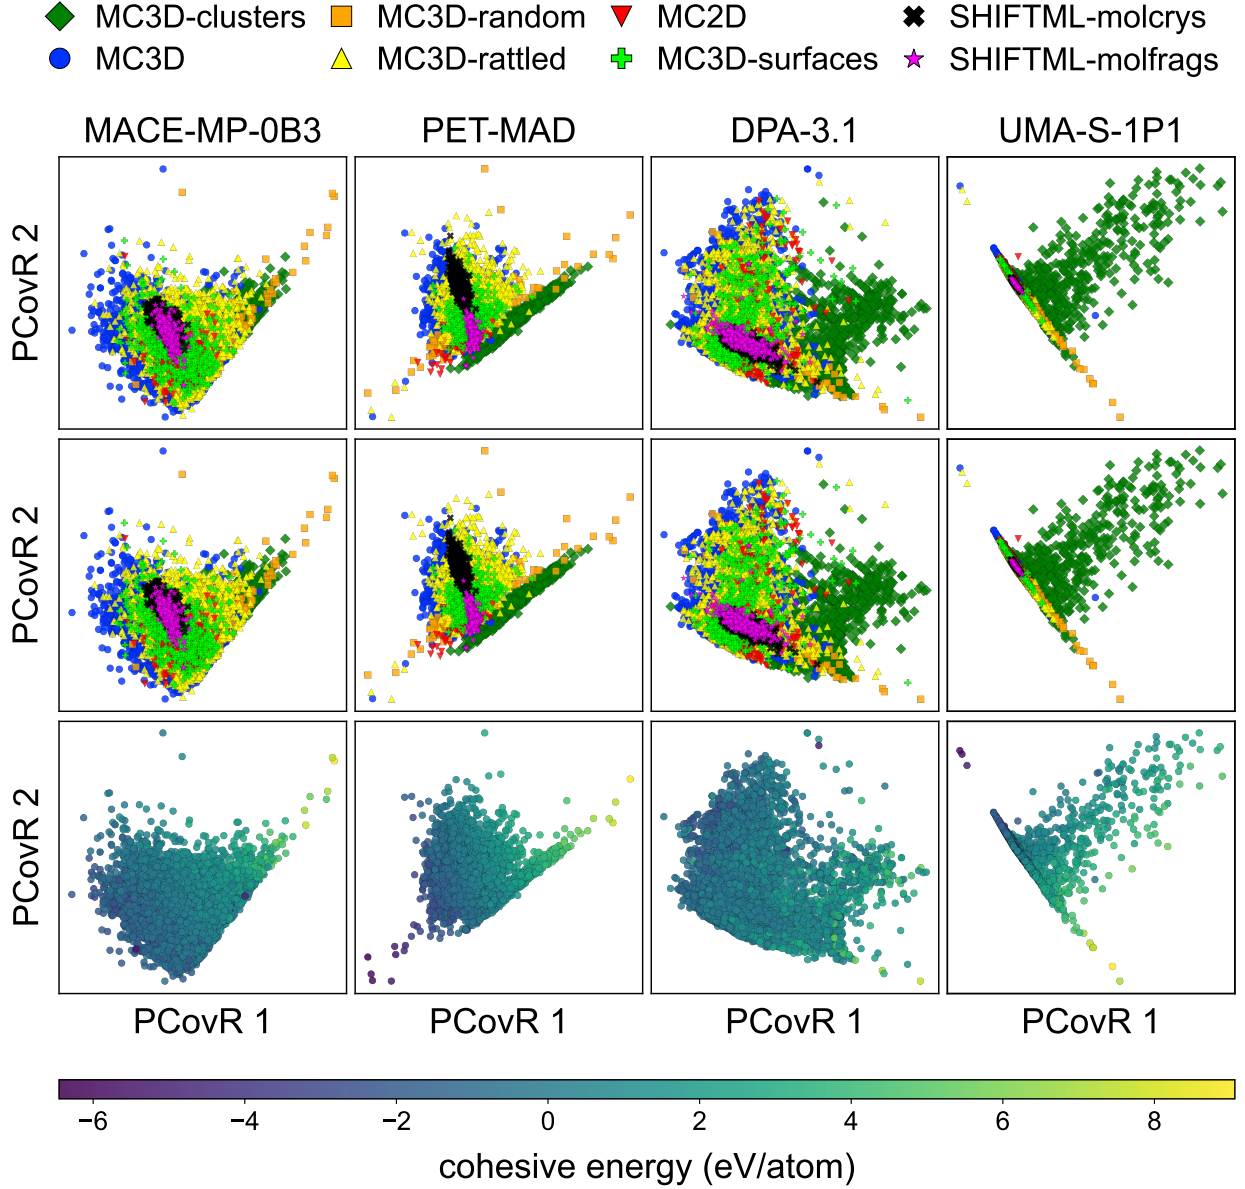 MC3D-clusters MC3D-random MC2D SHIFTML-molcrys
MC3D MC3D-rattled MC3D-surfaces SHIFTML-molfrags
MACE-MP-0B3 PET-MAD DPA-3.1 UMA-S-1P1
PCovR 2
PCovR 2
PCovR 2
PCovR 1 PCovR 1 PCovR 1 PCovR 1
−6 −4 −2 0 2 4 6 8
cohesive energy (eV/atom)